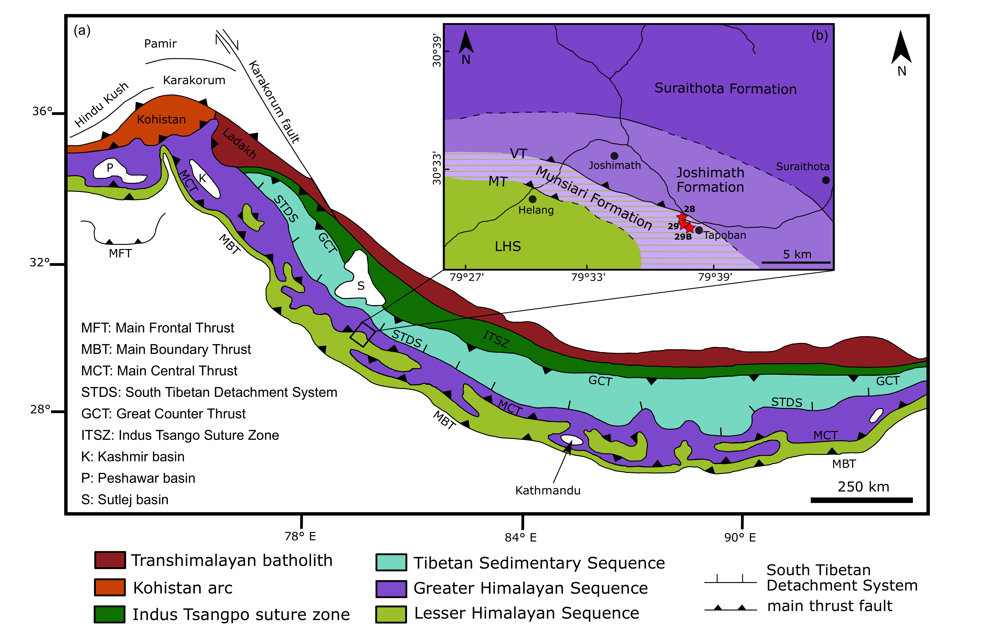 (a)
Pamir
Karakorum
Hindu Kush
Karakorum fault
Kohistan
Ladakh
36°
32°
28°
P
K
MCT
STDS
GCT
MBT
MFT
S
(b)
N
N
30°39'
30°33'
Suraithota Formation
VT
MT
Munsiari Formation
Joshimath
Joshimath
Formation
Suraithota
Helang
28
29
29B
Tapoban
LHS
5 km
79°27'
79°33'
79°39'
STDS
ITSZ
GCT
GCT
STDS
MCT
MBT
MCT
MBT
Kathmandu
250 km
MFT: Main Frontal Thrust
MBT: Main Boundary Thrust
MCT: Main Central Thrust
STDS: South Tibetan Detachment System
GCT: Great Counter Thrust
ITSZ: Indus Tsango Suture Zone
K: Kashmir basin
P: Peshawar basin
S: Sutlej basin
78° E
84° E
90° E
Transhimalayan batholith
Kohistan arc
Indus Tsangpo suture zone
Tibetan Sedimentary Sequence
Greater Himalayan Sequence
Lesser Himalayan Sequence
South Tibetan
Detachment System
main thrust fault